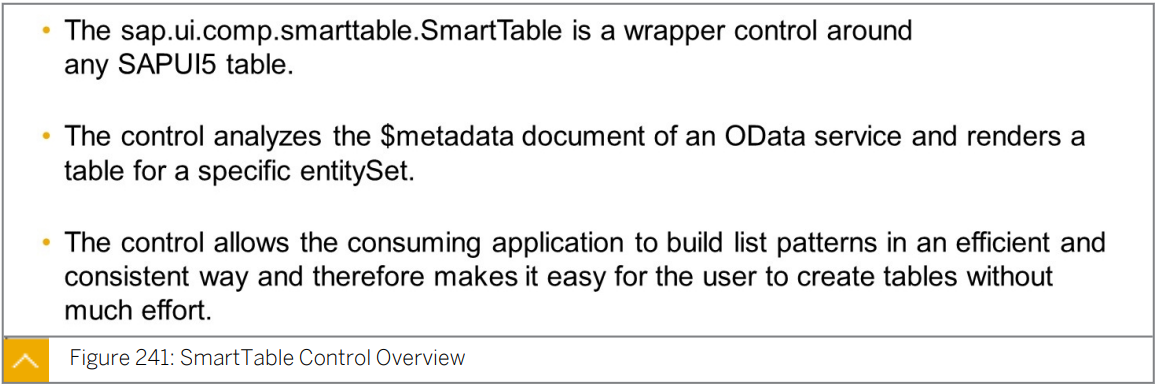 • The sap.ui.comp.smarttable.SmartTable is a wrapper control around
any SAPUI5 table.
• The control analyzes the $metadata document of an OData service and renders a
table for a specific entitySet.
• The control allows the consuming application to build list patterns in an efficient and
consistent way and therefore makes it easy for the user to create tables without
much effort.
Figure 241: SmartTable Control Overview